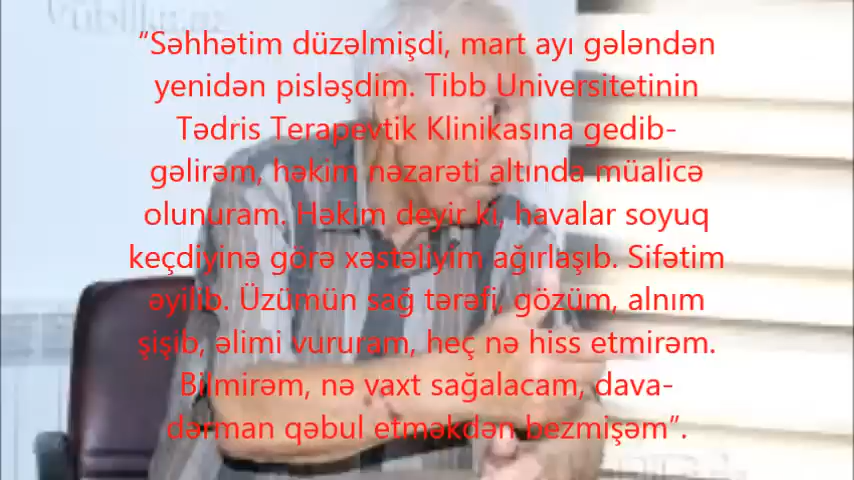 “Səhhətim düzəlmişdi, mart ayı gələndən
yenidən pisləşdim. Tibb Universitetinin
Tədris Terapevtik Klinikasına gedib-
gəlirəm, həkim nəzarəti altında müalicə
olunuram. Həkim deyir ki, havalar soyuq
keçdiyinə görə xəstəliyim ağırlaşıb. Sifətim
əyilib. Üzümün sağ tərəfi, gözüm, alnım
şişib, əlimi vururam, heç nə hiss etmirəm.
Bilmirəm, nə vaxt sağalacam, dava-
dərman qəbul etməkdən bezmişəm”.